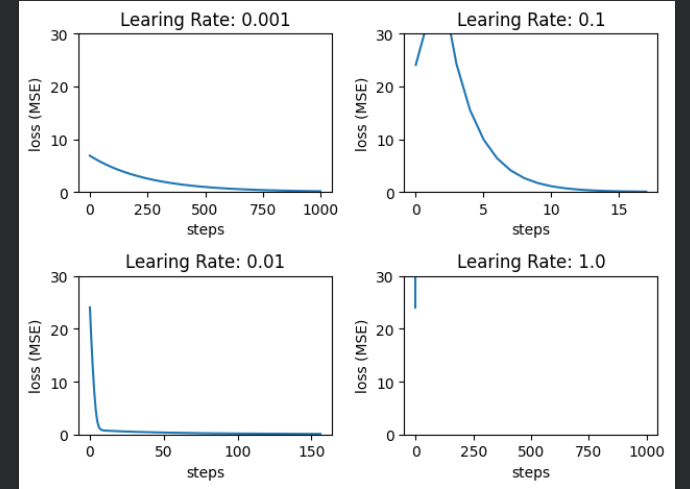 Learing Rate: 0.001
30
20
10
0
loss (MSE)
0 250 500 750 1000
steps
Learing Rate: 0.1
30
20
10
0
loss (MSE)
0 5 10 15
steps
Learing Rate: 0.01
30
20
10
0
loss (MSE)
0 50 100 150
steps
Learing Rate: 1.0
30
20
10
0
loss (MSE)
0 250 500 750 1000
steps